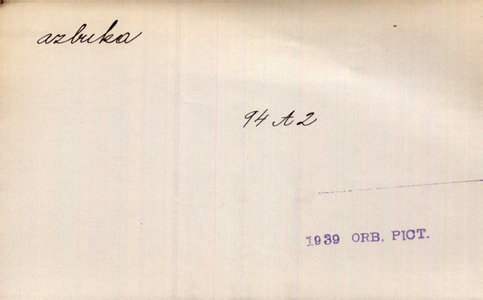 azbuka
94 A 2
1939 ORB. PICT.